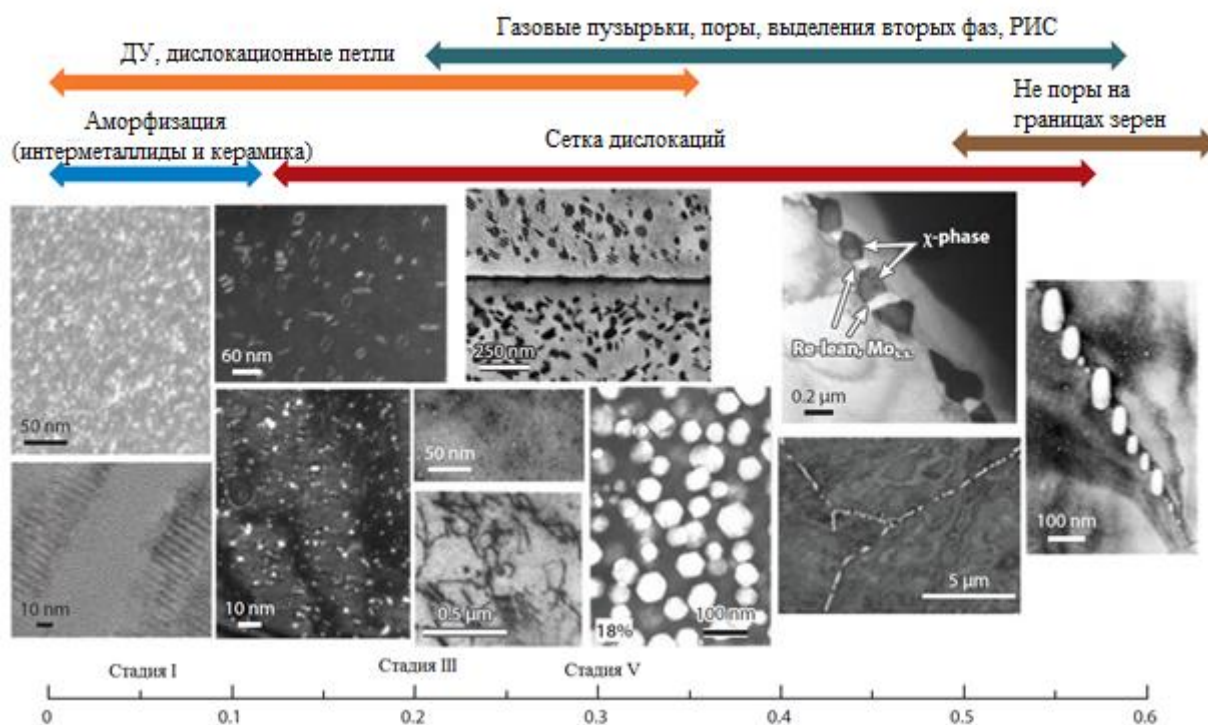 Газовые пузырьки, поры, выделения вторых фаз, РИС
ДУ, дислокационные петли
Не поры на
границах зерен
Аморфизация
(интерметаллиды и керамика)
Сетка дислокаций
50 nm
60 nm
250 nm
χ-phase
Re-lean, Mo s.s.
0.2 µm
10 nm
10 nm
50 nm
0.5 µm
18%
100 nm
5 µm
100 nm
Стадия I
Стадия III
Стадия V
0
0.1
0.2
0.3
0.4
0.5
0.6